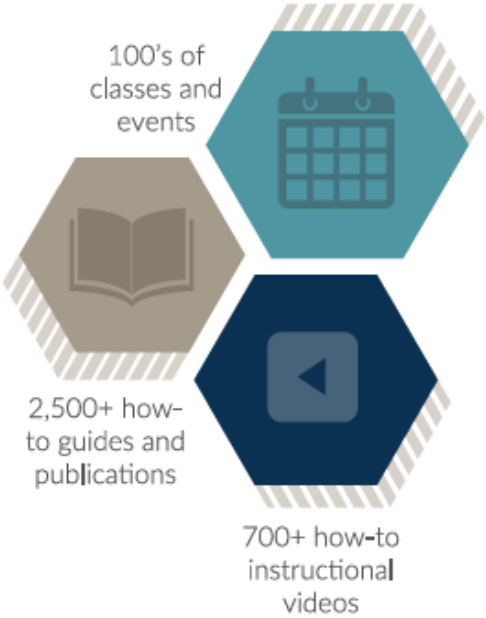 100's of
classes and
events
2,500+ how-
to guides and
publications
700+ how-to
instructional
videos